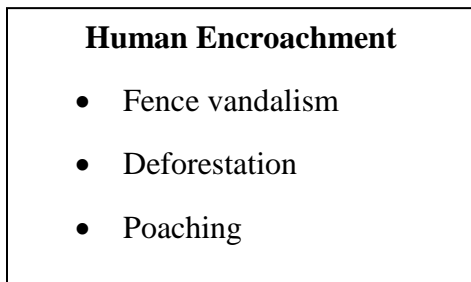 Human Encroachment
• Fence vandalism
• Deforestation
• Poaching